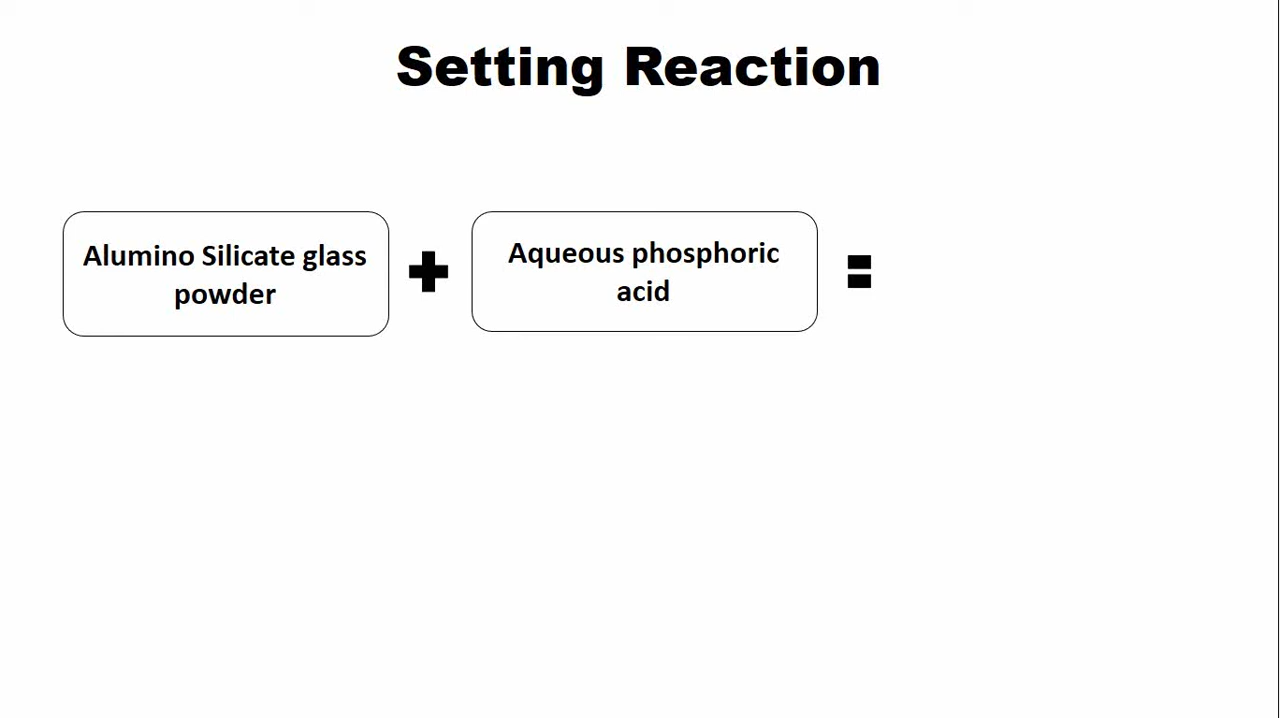 Setting Reaction
Alumino Silicate glass
powder
+
Aqueous phosphoric
acid
=